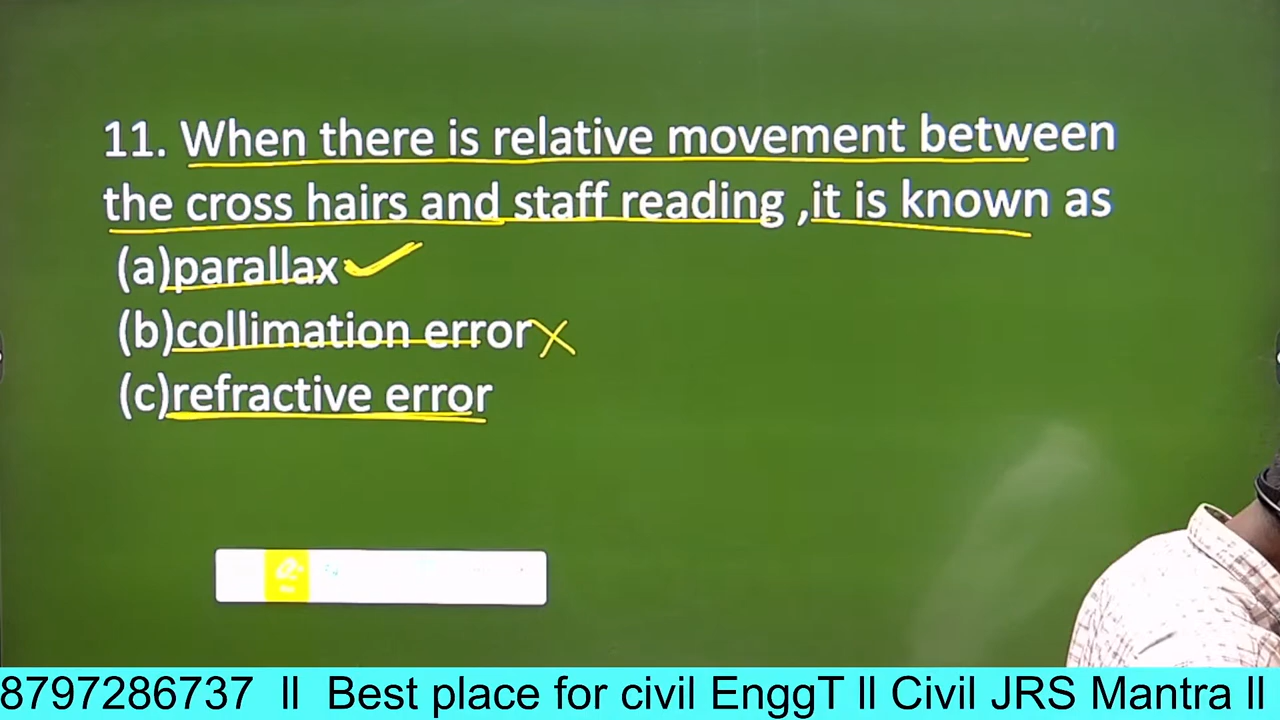 11. When there is relative movement between
the cross hairs and staff reading ,it is known as
(a)parallax
(b)collimation error
(c)refractive error
8797286737 ll Best place for civil EnggT ll Civil JRS Mantra ll